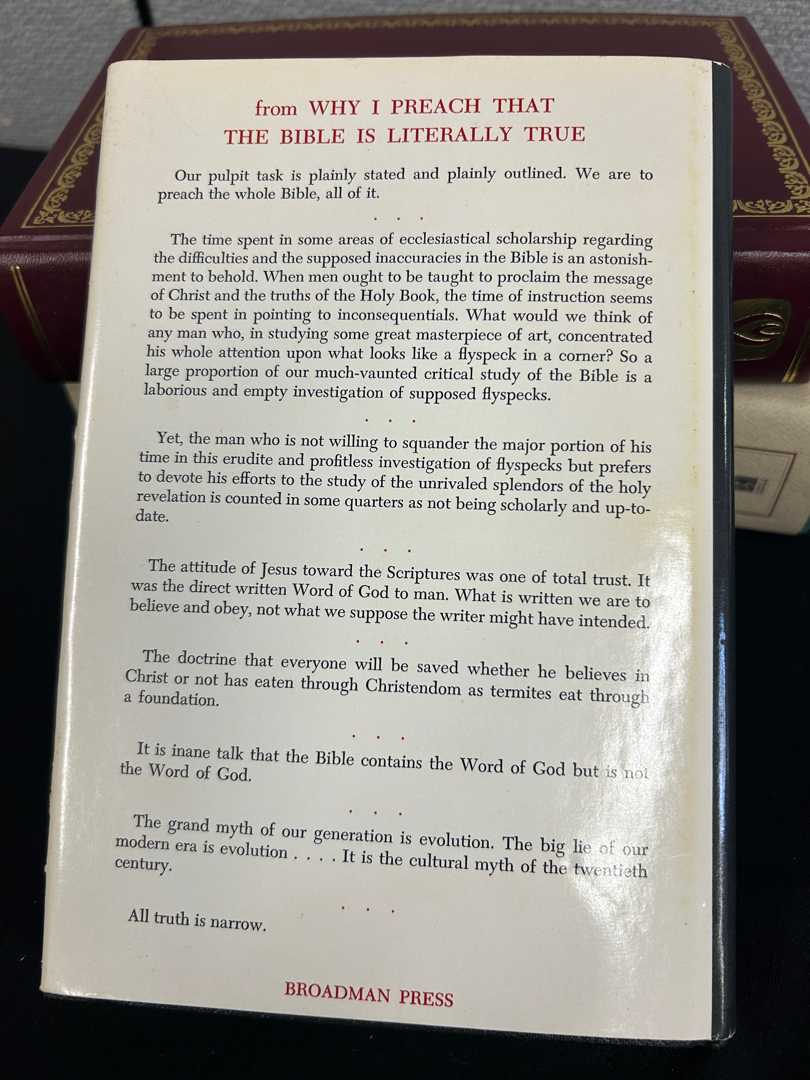 from WHY I PREACH THAT
THE BIBLE IS LITERALLY TRUE
Our pulpit task is plainly stated and plainly outlined. We are to
preach the whole Bible, all of it.
. . .
The time spent in some areas of ecclesiastical scholarship regarding
the difficulties and the supposed inaccuracies in the Bible is an astonish-
ment to behold. When men ought to be taught to proclaim the message
of Christ and the truths of the Holy Book, the time of instruction seems
to be spent in pointing to inconsequentials. What would we think of
any man who, in studying some great masterpiece of art, concentrated
his whole attention upon what looks like a flyspeck in a corner? So a
large proportion of our much-vaunted critical study of the Bible is a
laborious and empty investigation of supposed flyspecks.
. . .
Yet, the man who is not willing to squander the major portion of his
time in this erudite and profitless investigation of flyspecks but prefers
to devote his efforts to the study of the unrivaled splendors of the holy
revelation is counted in some quarters as not being scholarly and up-to-
date.
. . .
The attitude of Jesus toward the Scriptures was one of total trust. It
was the direct written Word of God to man. What is written we are to
believe and obey, not what we suppose the writer might have intended.
. . .
The doctrine that everyone will be saved whether he believes in
Christ or not has eaten through Christendom as termites eat through
a foundation.
. . .
It is inane talk that the Bible contains the Word of God but is not
the Word of God.
. . .
The grand myth of our generation is evolution. The big lie of our
modern era is evolution . . . . It is the cultural myth of the twentieth
century.
. . .
All truth is narrow.
BROADMAN PRESS